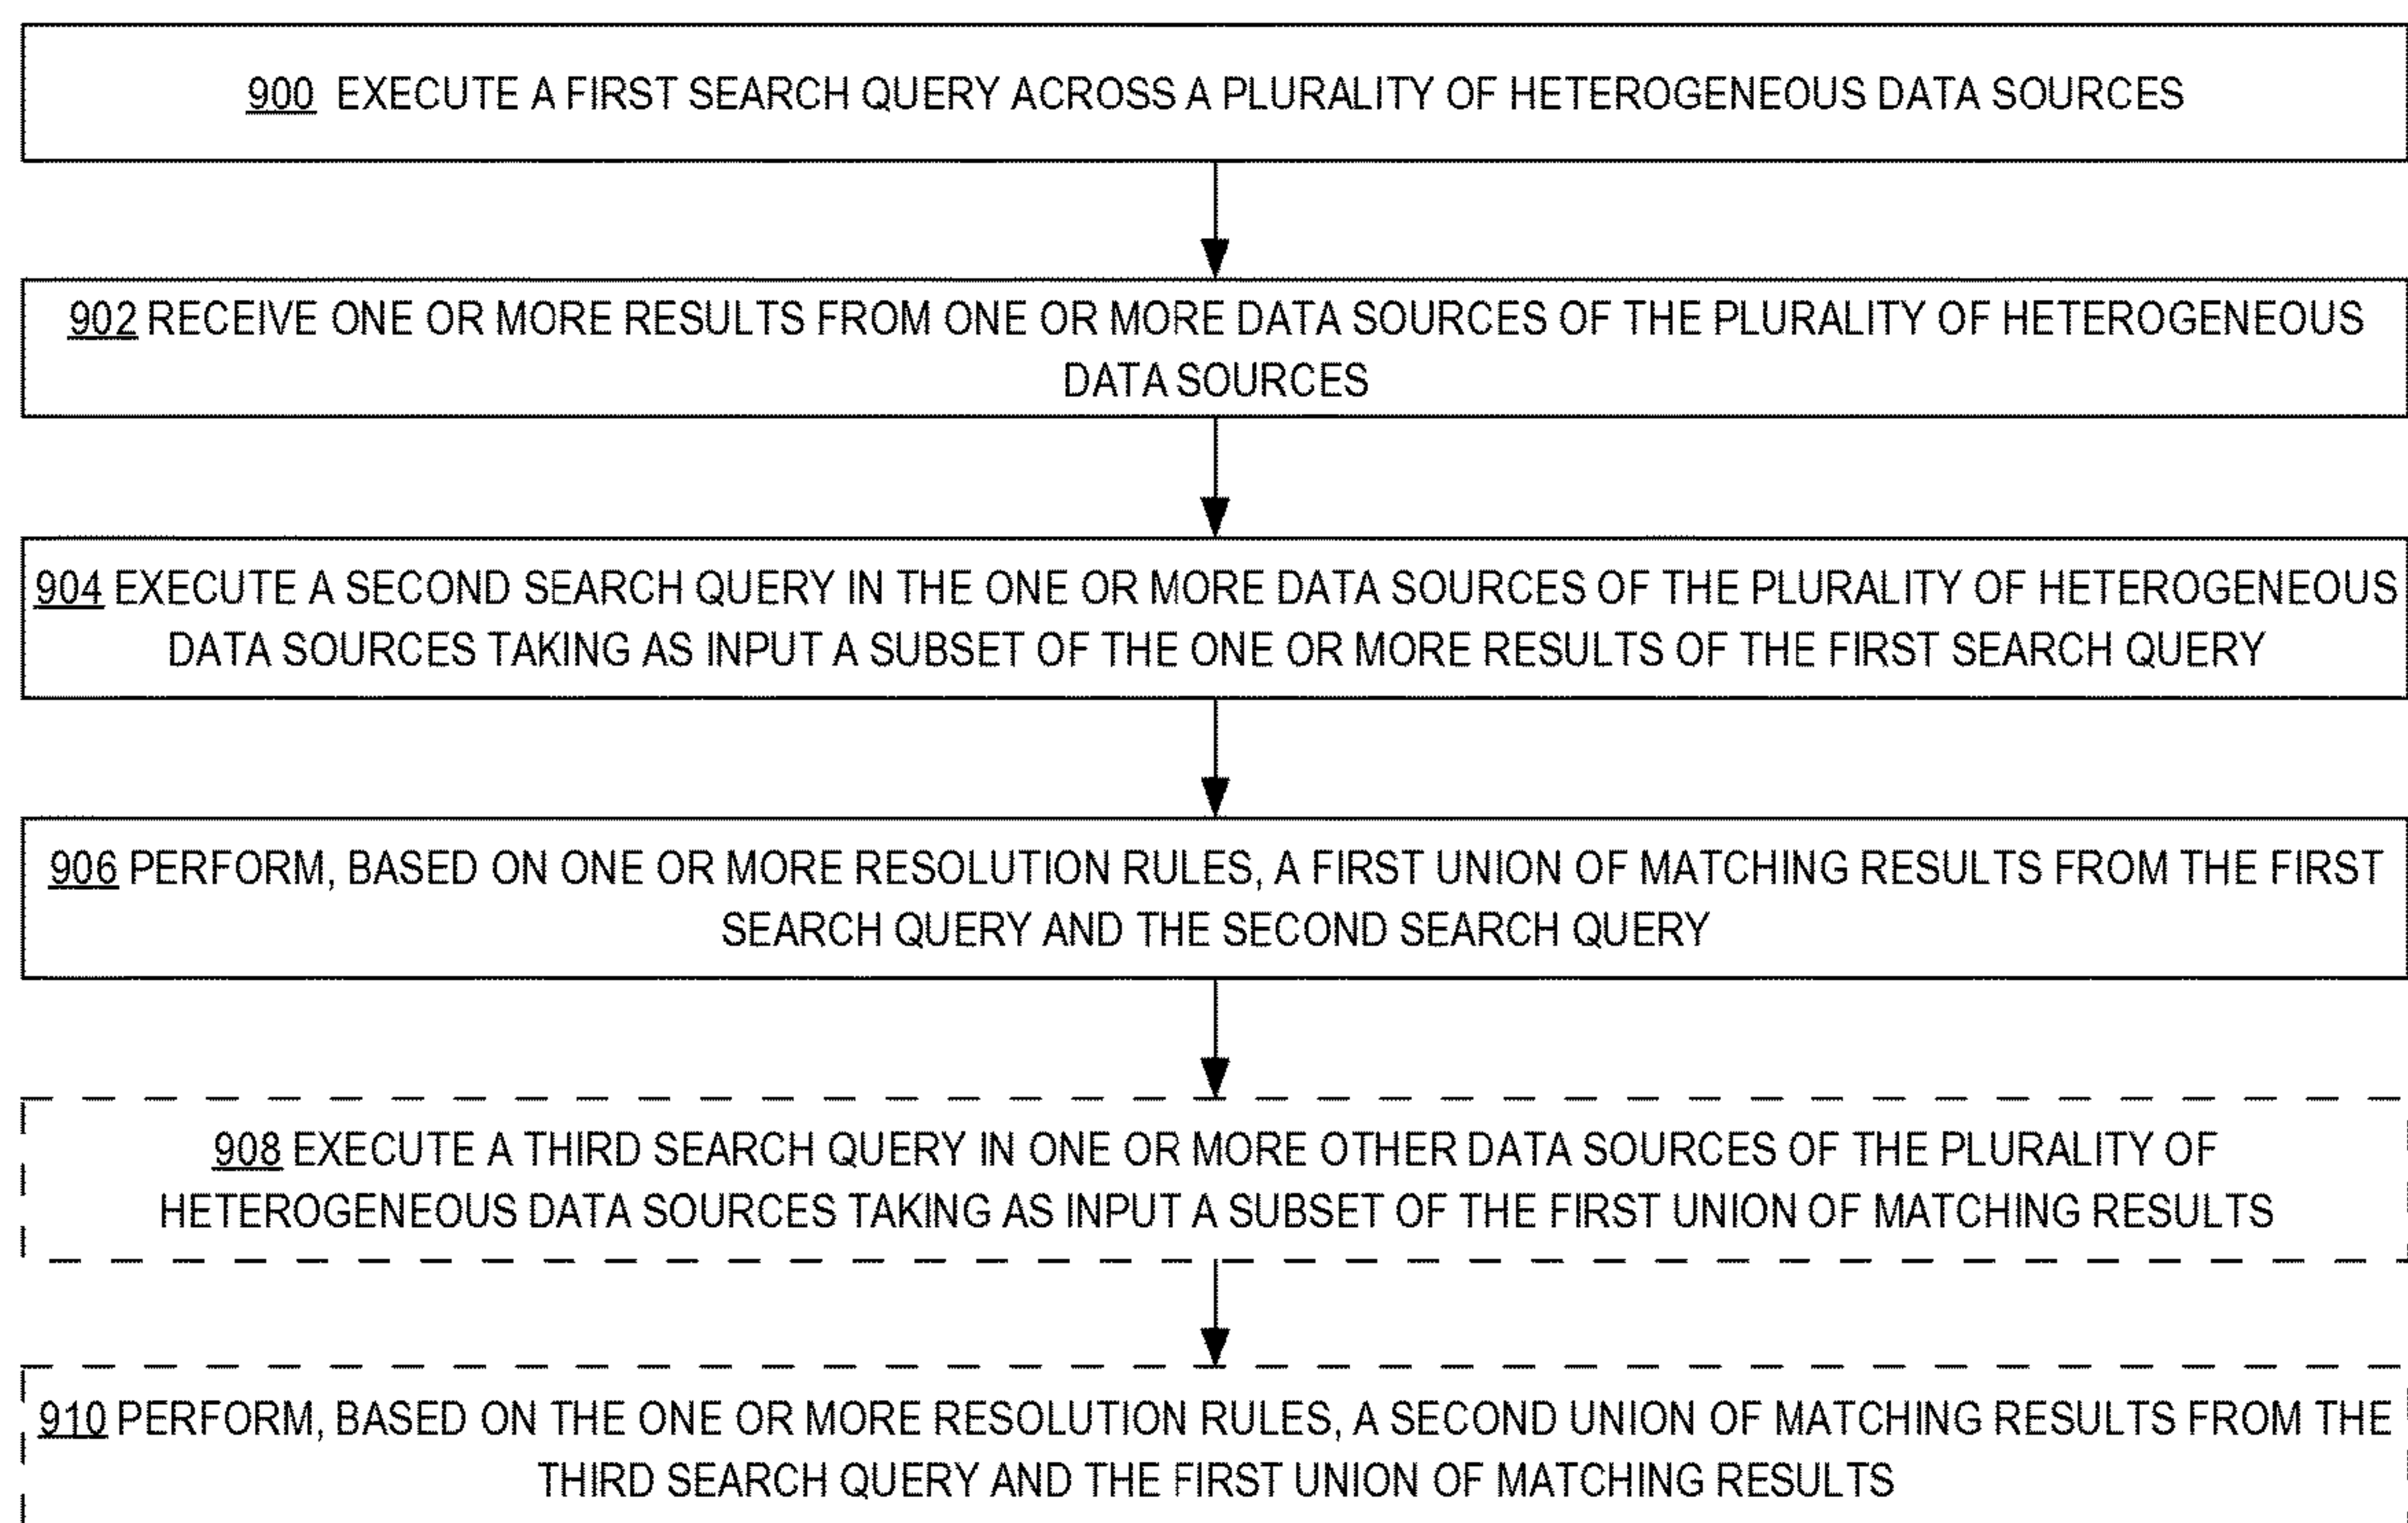 900 EXECUTE A FIRST SEARCH QUERY ACROSS A PLURALITY OF HETEROGENEOUS DATA SOURCES
902 RECEIVE ONE OR MORE RESULTS FROM ONE OR MORE DATA SOURCES OF THE PLURALITY OF HETEROGENEOUS
DATA SOURCES
904 EXECUTE A SECOND SEARCH QUERY IN THE ONE OR MORE DATA SOURCES OF THE PLURALITY OF HETEROGENEOUS
DATA SOURCES TAKING AS INPUT A SUBSET OF THE ONE OR MORE RESULTS OF THE FIRST SEARCH QUERY
906 PERFORM, BASED ON ONE OR MORE RESOLUTION RULES, A FIRST UNION OF MATCHING RESULTS FROM THE FIRST
SEARCH QUERY AND THE SECOND SEARCH QUERY
908 EXECUTE A THIRD SEARCH QUERY IN ONE OR MORE OTHER DATA SOURCES OF THE PLURALITY OF
HETEROGENEOUS DATA SOURCES TAKING AS INPUT A SUBSET OF THE FIRST UNION OF MATCHING RESULTS
910 PERFORM, BASED ON THE ONE OR MORE RESOLUTION RULES, A SECOND UNION OF MATCHING RESULTS FROM THE
THIRD SEARCH QUERY AND THE FIRST UNION OF MATCHING RESULTS